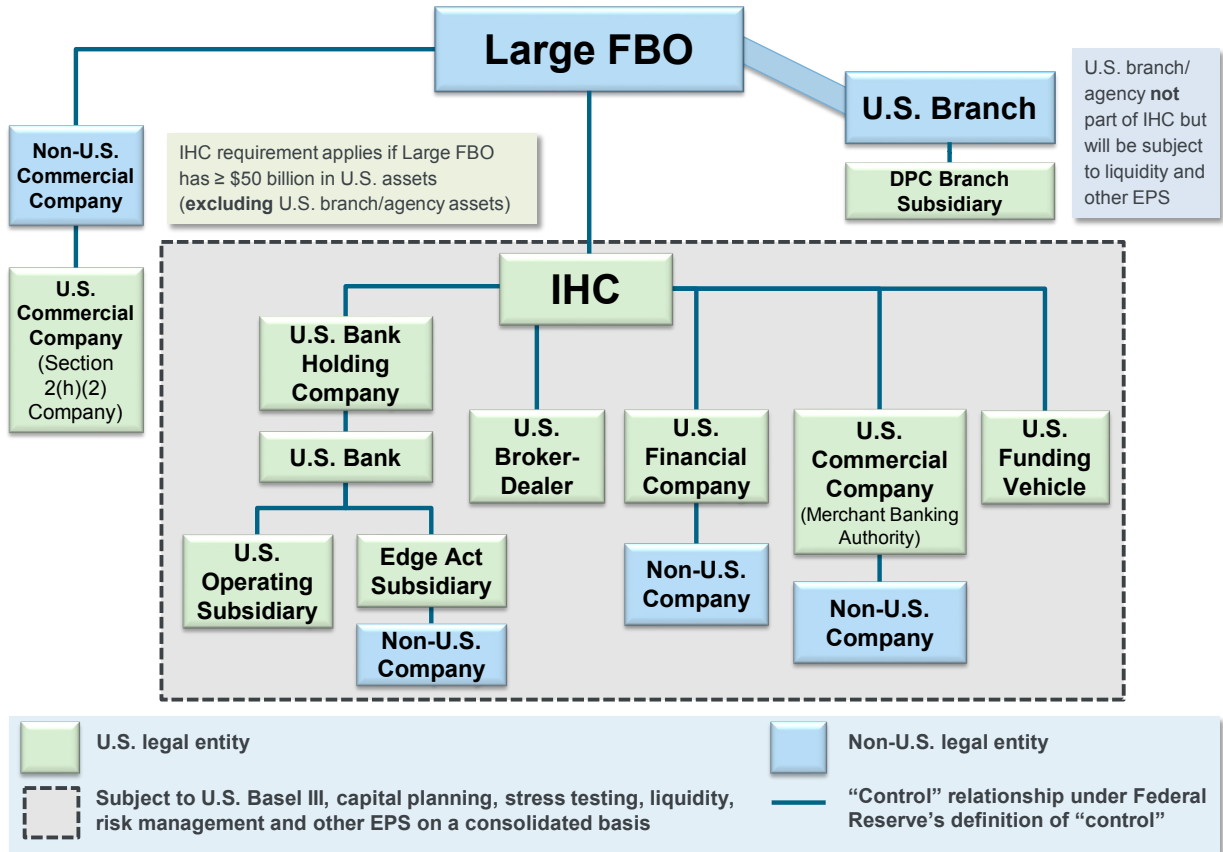 Large FBO
Non-U.S.
Commercial
Company
IHC requirement applies if Large FBO
has ≥ $50 billion in U.S. assets
(excluding U.S. branch/agency assets)
U.S. Branch
DPC Branch
Subsidiary
U.S. branch/
agency not
part of IHC but
will be subject
to liquidity and
other EPS
U.S.
Commercial
Company
(Section
2(h)(2)
Company)
IHC
U.S. Bank
Holding
Company
U.S. Bank
U.S.
Operating
Subsidiary
Edge Act
Subsidiary
Non-U.S.
Company
U.S.
Broker-
Dealer
U.S.
Financial
Company
Non-U.S.
Company
U.S.
Commercial
Company
(Merchant Banking
Authority)
Non-U.S.
Company
U.S.
Funding
Vehicle
U.S. legal entity
Non-U.S. legal entity
Subject to U.S. Basel III, capital planning, stress testing, liquidity,
risk management and other EPS on a consolidated basis
“Control” relationship under Federal
Reserve’s definition of “control”